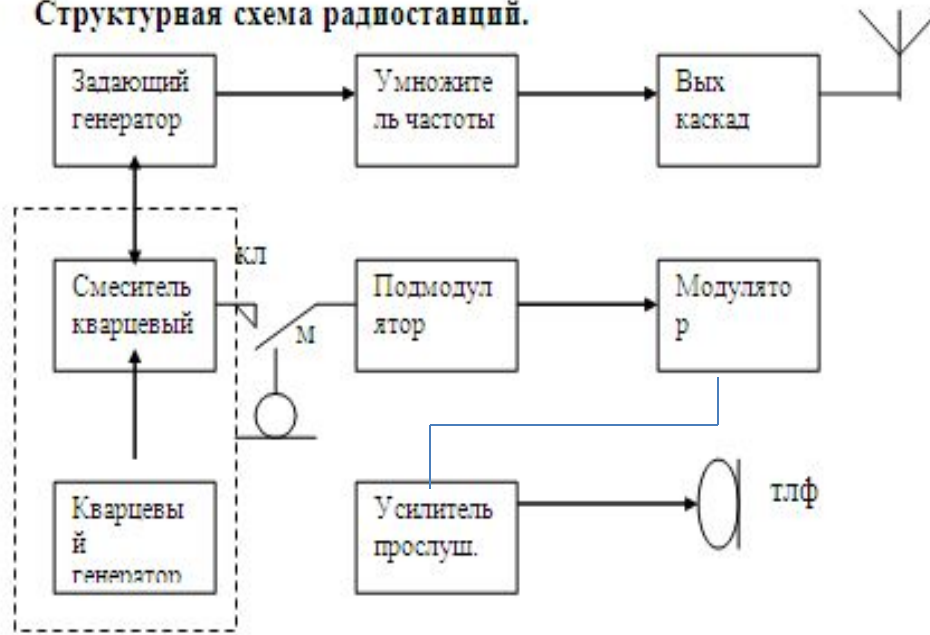 Структурная схема радиостанций.
Задающий
генератор
Умножите
ль частоты
Вых
каскад
Смеситель
кварцевый
кл
м
Подмодул
ятор
Модулято
р
Кварцевы
й
генератор
Усилитель
прослуш.
тлф